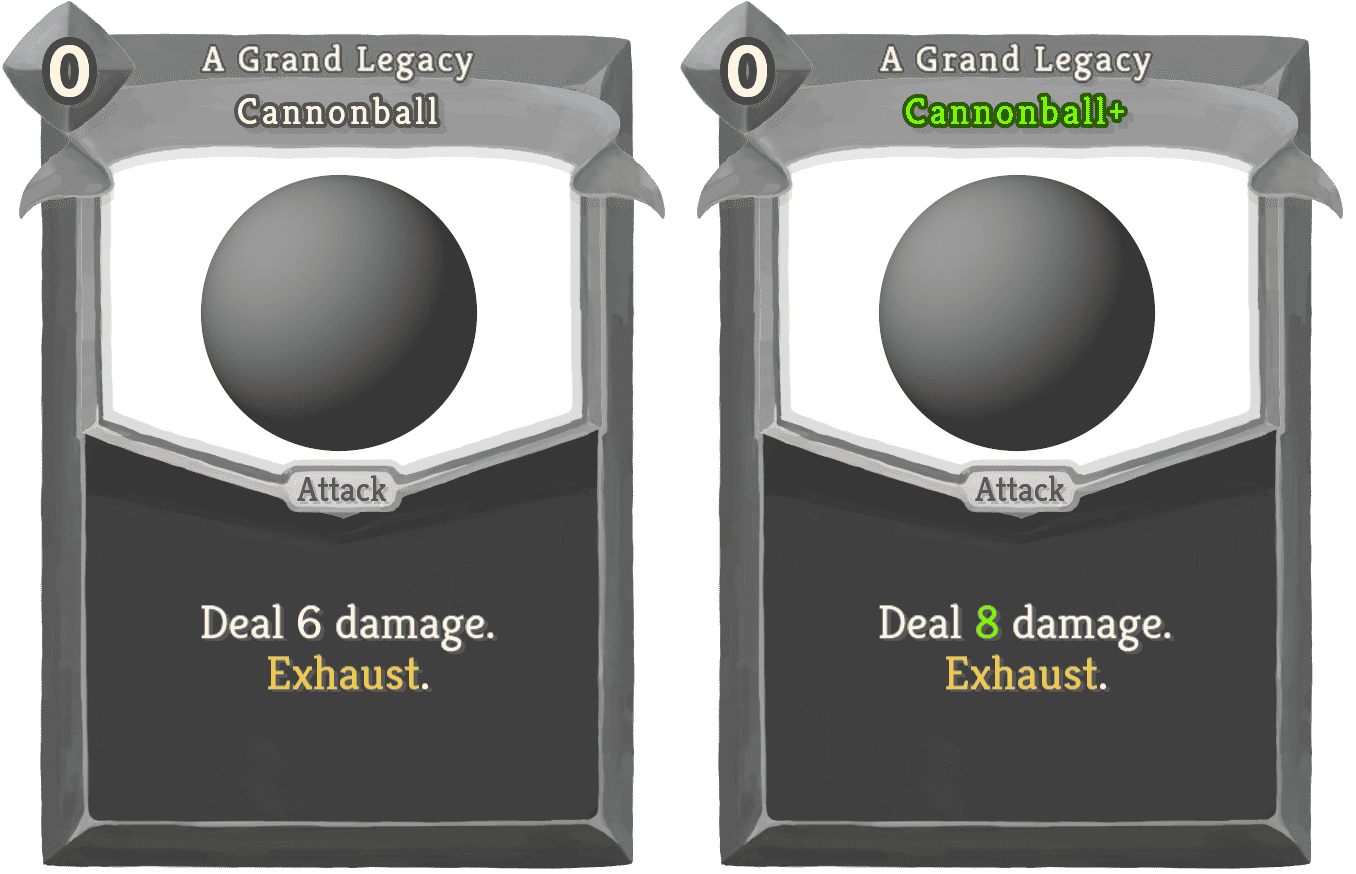 0
A Grand Legacy
Cannonball
Attack
Deal 6 damage.
Exhaust.
0
A Grand Legacy
Cannonball+
Attack
Deal 8 damage.
Exhaust.